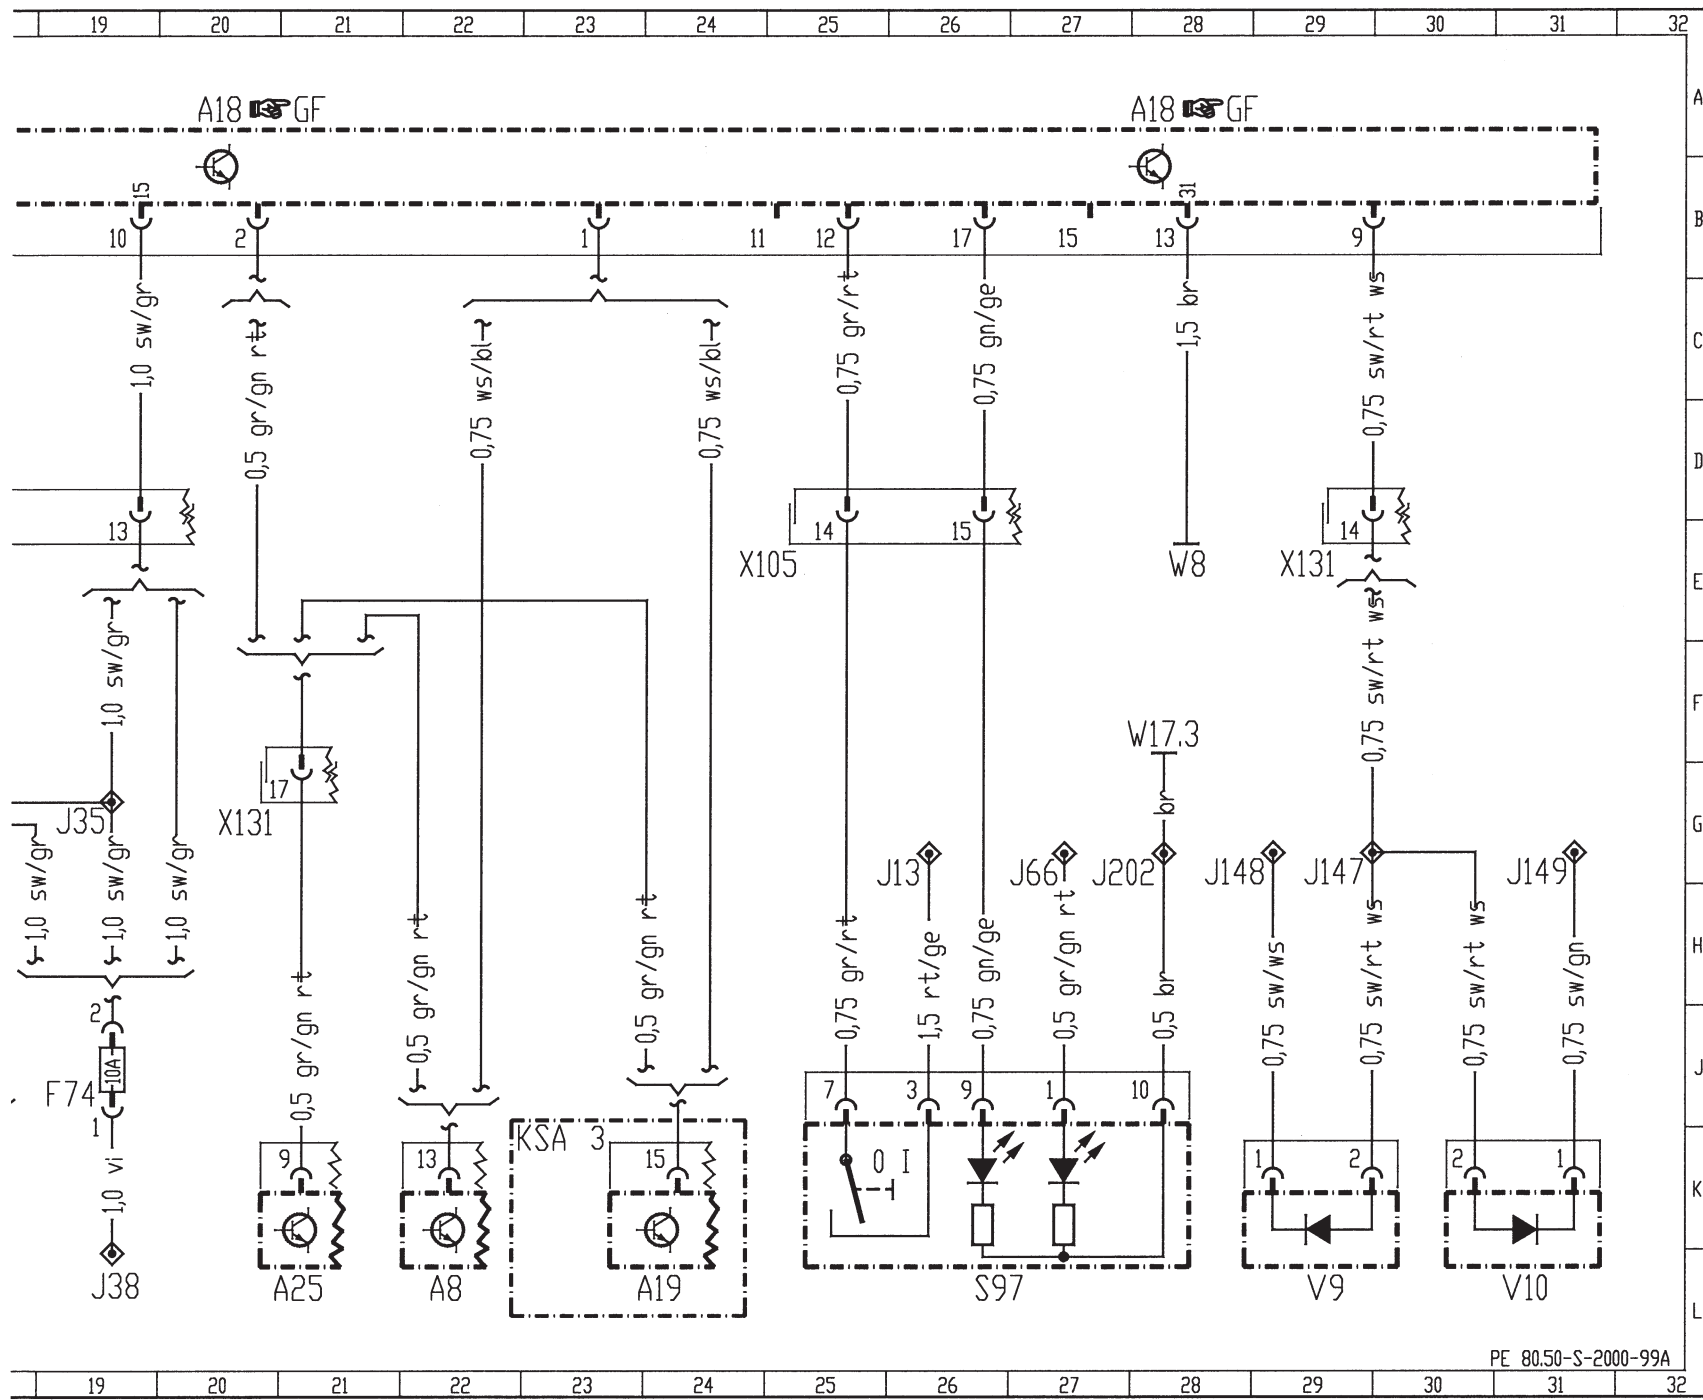 19 20 21 22 23 24 25 26 27 28 29 30 31 32
A
A18 GF A18 GF
15 31
B
10 2 1 11 12 17 15 13 9
1,0 sw/gr
0,5 gr/gn rt
0,75 ws/bl
0,75 ws/bl
0,75 gr/rt
0,75 gn/ge
1,5 br
0,75 sw/rt ws
C
D
13 14 15 14
X105 W8 X131
E
1,0 sw/gr
0,75 sw/rt ws
F
W17.3
17
J35 X131
br
G
J13 J66 J202 J148 J147 J149
1,0 sw/gr
1,0 sw/gr
1,0 sw/gr
0,5 gr/gn rt
0,5 gr/gn rt
0,5 gr/gn rt
0,75 gr/rt
1,5 rt/ge
0,75 gn/ge
0,5 gr/gn rt
0,5 br
0,75 sw/ws
0,75 sw/rt ws
0,75 sw/rt ws
0,75 sw/gn
H
2
F74 10A
J
7 3 9 1 10
1
KSA 3
1,0 vi
9 13 15 0 I 1 2 2 1
K
J38 A25 A8 A19 S97 V9 V10
L
PE 80.50-S-2000-99A
19 20 21 22 23 24 25 26 27 28 29 30 31 32